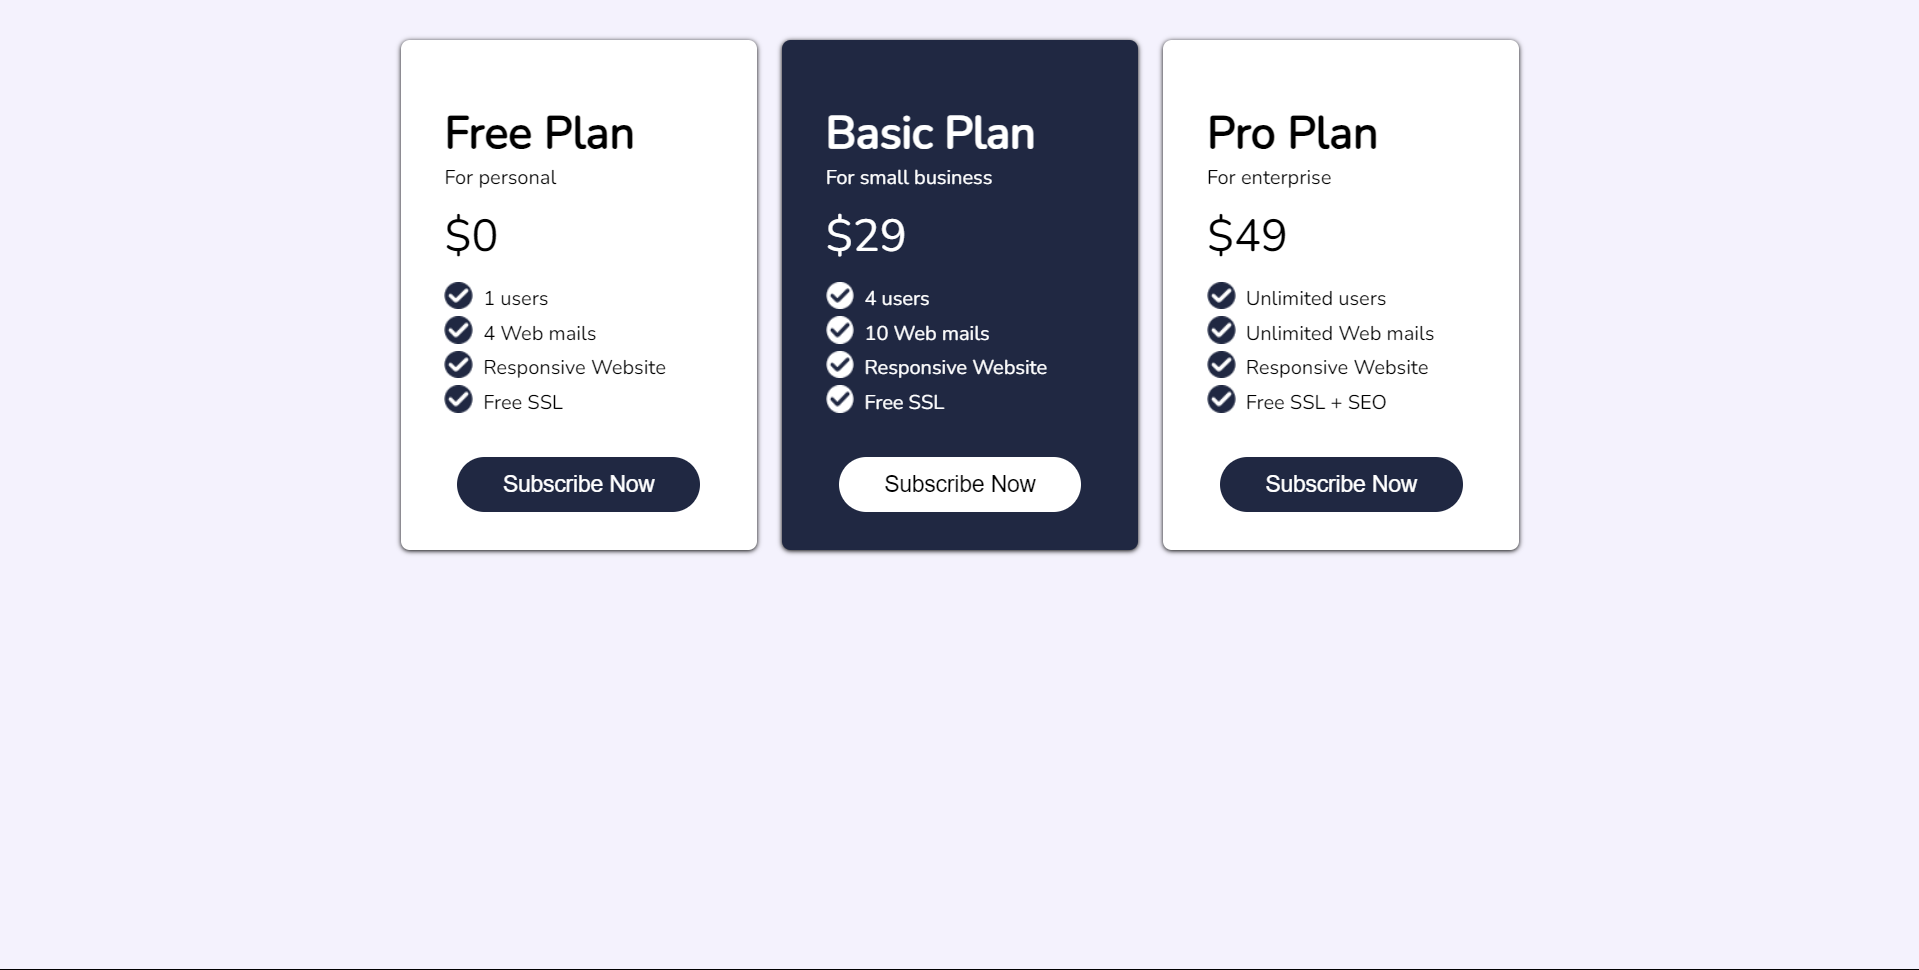 Free Plan
For personal
$0
1 users
4 Web mails
Responsive Website
Free SSL
Subscribe Now
Basic Plan
For small business
$29
4 users
10 Web mails
Responsive Website
Free SSL
Subscribe Now
Pro Plan
For enterprise
$49
Unlimited users
Unlimited Web mails
Responsive Website
Free SSL + SEO
Subscribe Now